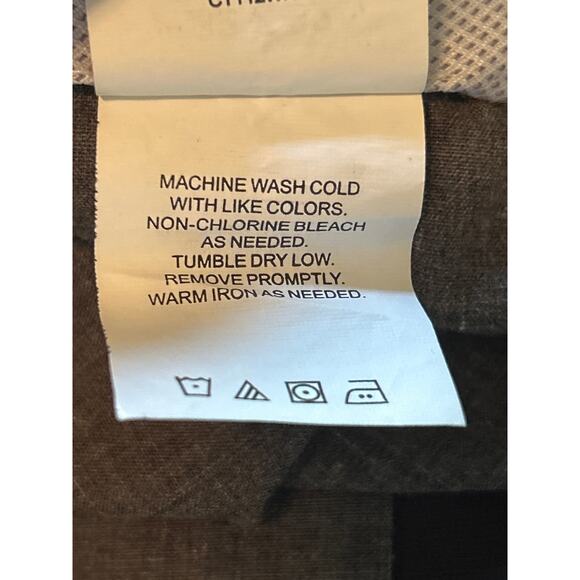 MACHINE WASH COLD
WITH LIKE COLORS.
NON-CHLORINE BLEACH
AS NEEDED.
TUMBLE DRY LOW.
REMOVE PROMPTLY.
WARM IRON AS NEEDED.